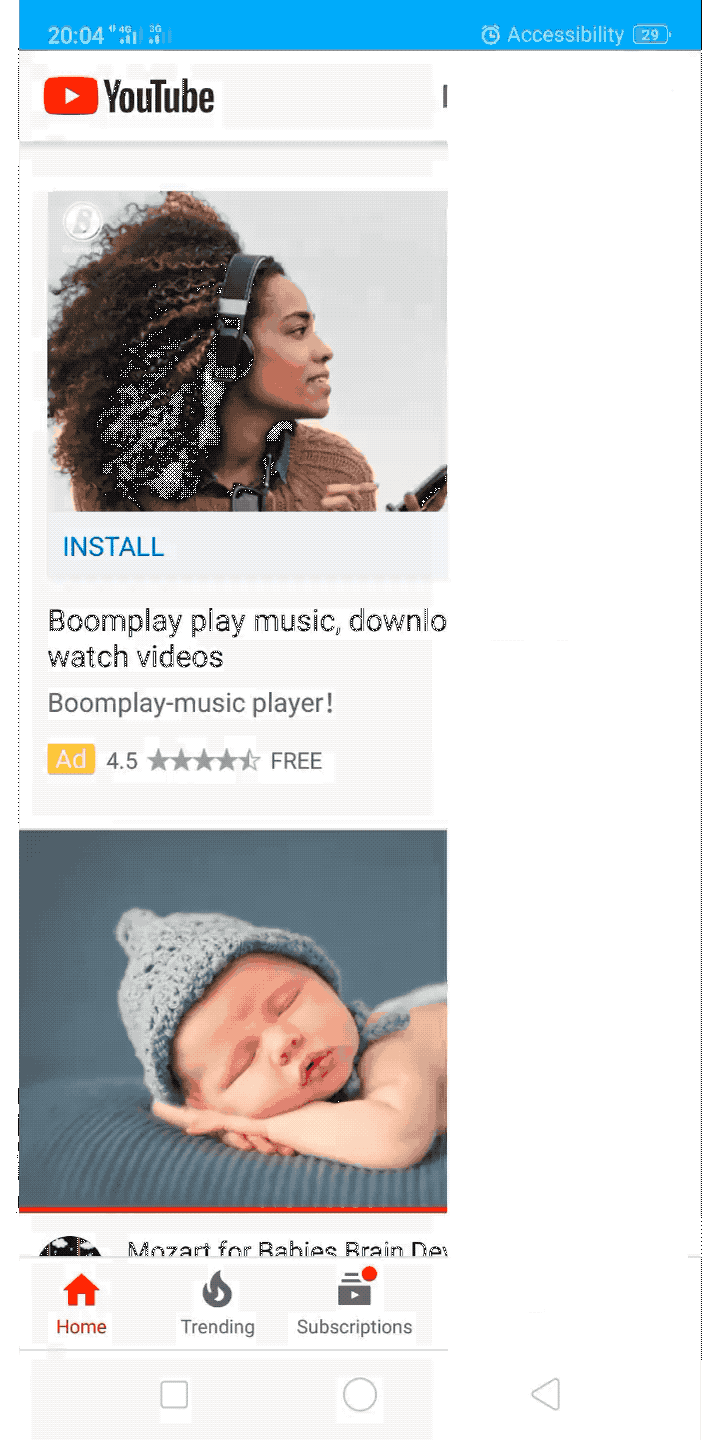 20:04 4G 3G Accessibility 29
YouTube
INSTALL
Boomplay play music, downlo
watch videos
Boomplay-music player!
Ad 4.5 FREE
Mozart for Babies Brain Dev
Home Trending Subscriptions